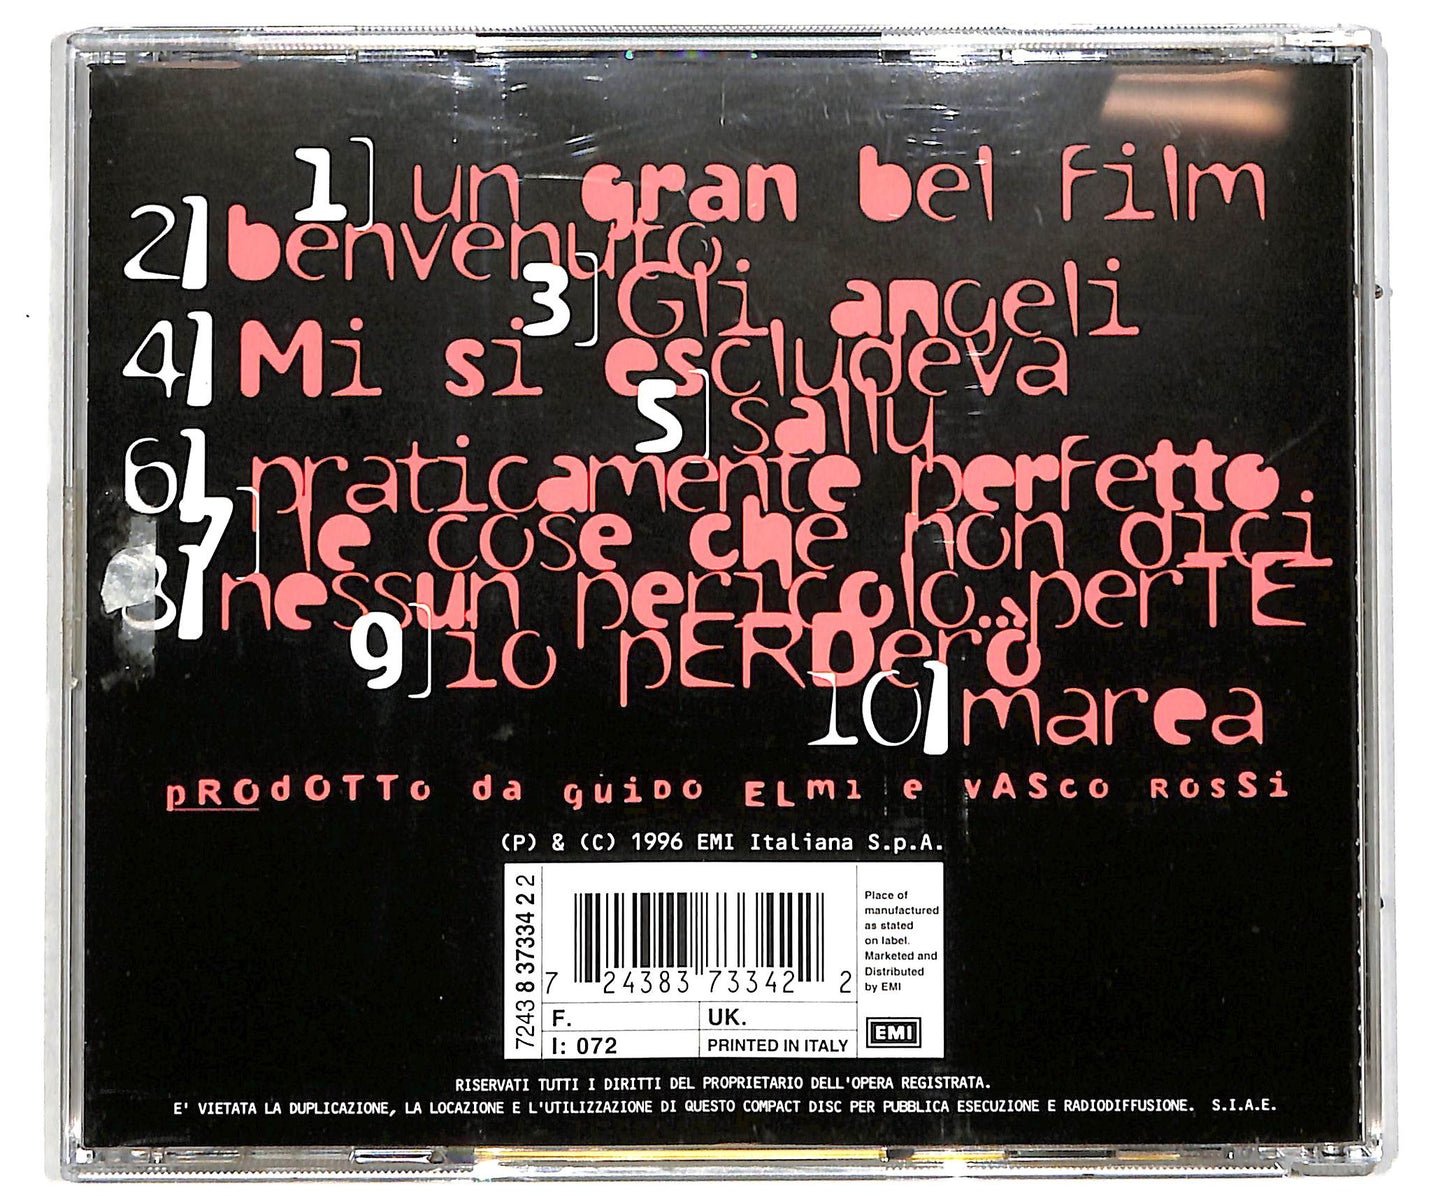 1] un gran bel film
2] benvenuto
3] Gli angeli
4] Mi si escludeva
5] sally
6] praticamente perfetto
7] le cose che non dici
8] nessun pericolo perTE
9] io pERDerò
10] marea
pRODOTTo da guiDO ELmi e VASCO ROSSi
(P) & (C) 1996 EMI Italiana S.p.A.
7243 8 37334 2 2
7 24383 73342 2
F.
UK.
I: 072
PRINTED IN ITALY
Place of
manufactured
as stated
on label.
Marketed and
Distributed
by EMI
EMI
RISERVATI TUTTI I DIRITTI DEL PROPRIETARIO DELL'OPERA REGISTRATA.
E' VIETATA LA DUPLICAZIONE, LA LOCAZIONE E L'UTILIZZAZIONE DI QUESTO COMPACT DISC PER PUBBLICA ESECUZIONE E RADIODIFFUSIONE. S.I.A.E.